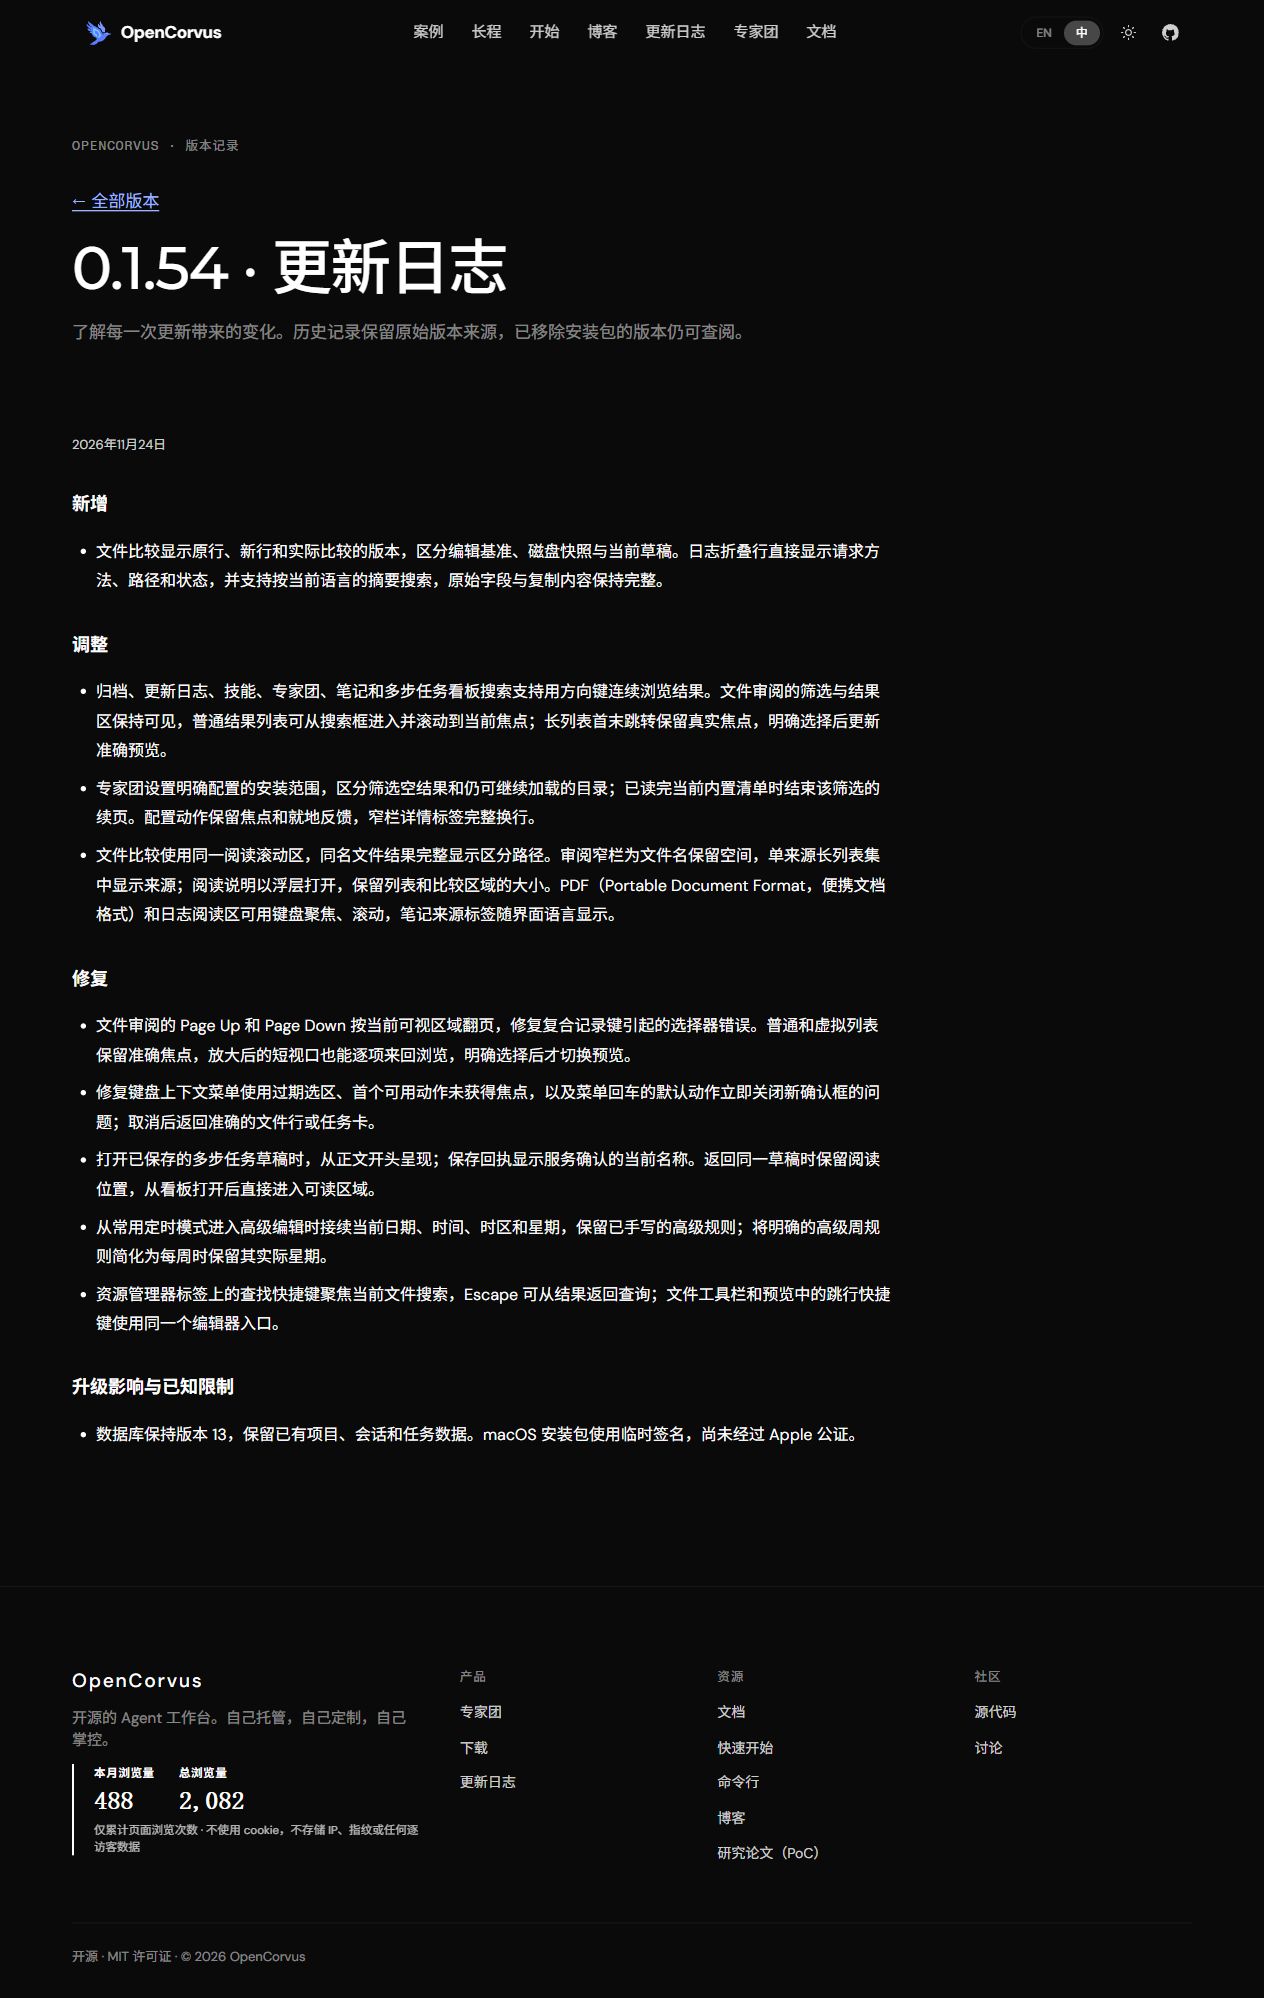 OpenCorvus
案例 长程 开始 博客 更新日志 专家团 文档
EN 中
OPENCORVUS · 版本记录
← 全部版本
0.1.54 · 更新日志
了解每一次更新带来的变化。历史记录保留原始版本来源，已移除安装包的版本仍可查阅。
2026年11月24日
新增
• 文件比较显示原行、新行和实际比较的版本，区分编辑基准、磁盘快照与当前草稿。日志折叠行直接显示请求方
法、路径和状态，并支持按当前语言的摘要搜索，原始字段与复制内容保持完整。
调整
• 归档、更新日志、技能、专家团、笔记和多步任务看板搜索支持用方向键连续浏览结果。文件审阅的筛选与结果
区保持可见，普通结果列表可从搜索框进入并滚动到当前焦点；长列表首末跳转保留真实焦点，明确选择后更新
准确预览。
• 专家团设置明确配置的安装范围，区分筛选空结果和仍可继续加载的目录；已读完当前内置清单时结束该筛选的
续页。配置动作保留焦点和就地反馈，窄栏详情标签完整换行。
• 文件比较使用同一阅读滚动区，同名文件结果完整显示区分路径。审阅窄栏为文件名保留空间，单来源长列表集
中显示来源；阅读说明以浮层打开，保留列表和比较区域的大小。PDF（Portable Document Format，便携文档
格式）和日志阅读区可用键盘聚焦、滚动，笔记来源标签随界面语言显示。
修复
• 文件审阅的 Page Up 和 Page Down 按当前可视区域翻页，修复复合记录键引起的选择器错误。普通和虚拟列表
保留准确焦点，放大后的短视口也能逐项来回浏览，明确选择后才切换预览。
• 修复键盘上下文菜单使用过期选区、首个可用动作未获得焦点，以及菜单回车的默认动作立即关闭新确认框的问
题；取消后返回准确的文件行或任务卡。
• 打开已保存的多步任务草稿时，从正文开头呈现；保存回执显示服务确认的当前名称。返回同一草稿时保留阅读
位置，从看板打开后直接进入可读区域。
• 从常用定时模式进入高级编辑时接续当前日期、时间、时区和星期，保留已手写的高级规则；将明确的高级周规
则简化为每周时保留其实际星期。
• 资源管理器标签上的查找快捷键聚焦当前文件搜索，Escape 可从结果返回查询；文件工具栏和预览中的跳行快捷
键使用同一个编辑器入口。
升级影响与已知限制
• 数据库保持版本 13，保留已有项目、会话和任务数据。macOS 安装包使用临时签名，尚未经过 Apple 公证。
OpenCorvus
开源的 Agent 工作台。自己托管，自己定制，自己
掌控。
本月浏览量 总浏览量
488 2,082
仅累计页面浏览次数 · 不使用 cookie，不存储 IP、指纹或任何逐
访客数据
产品
专家团
下载
更新日志
资源
文档
快速开始
命令行
博客
研究论文（PoC）
社区
源代码
讨论
开源 · MIT 许可证 · © 2026 OpenCorvus